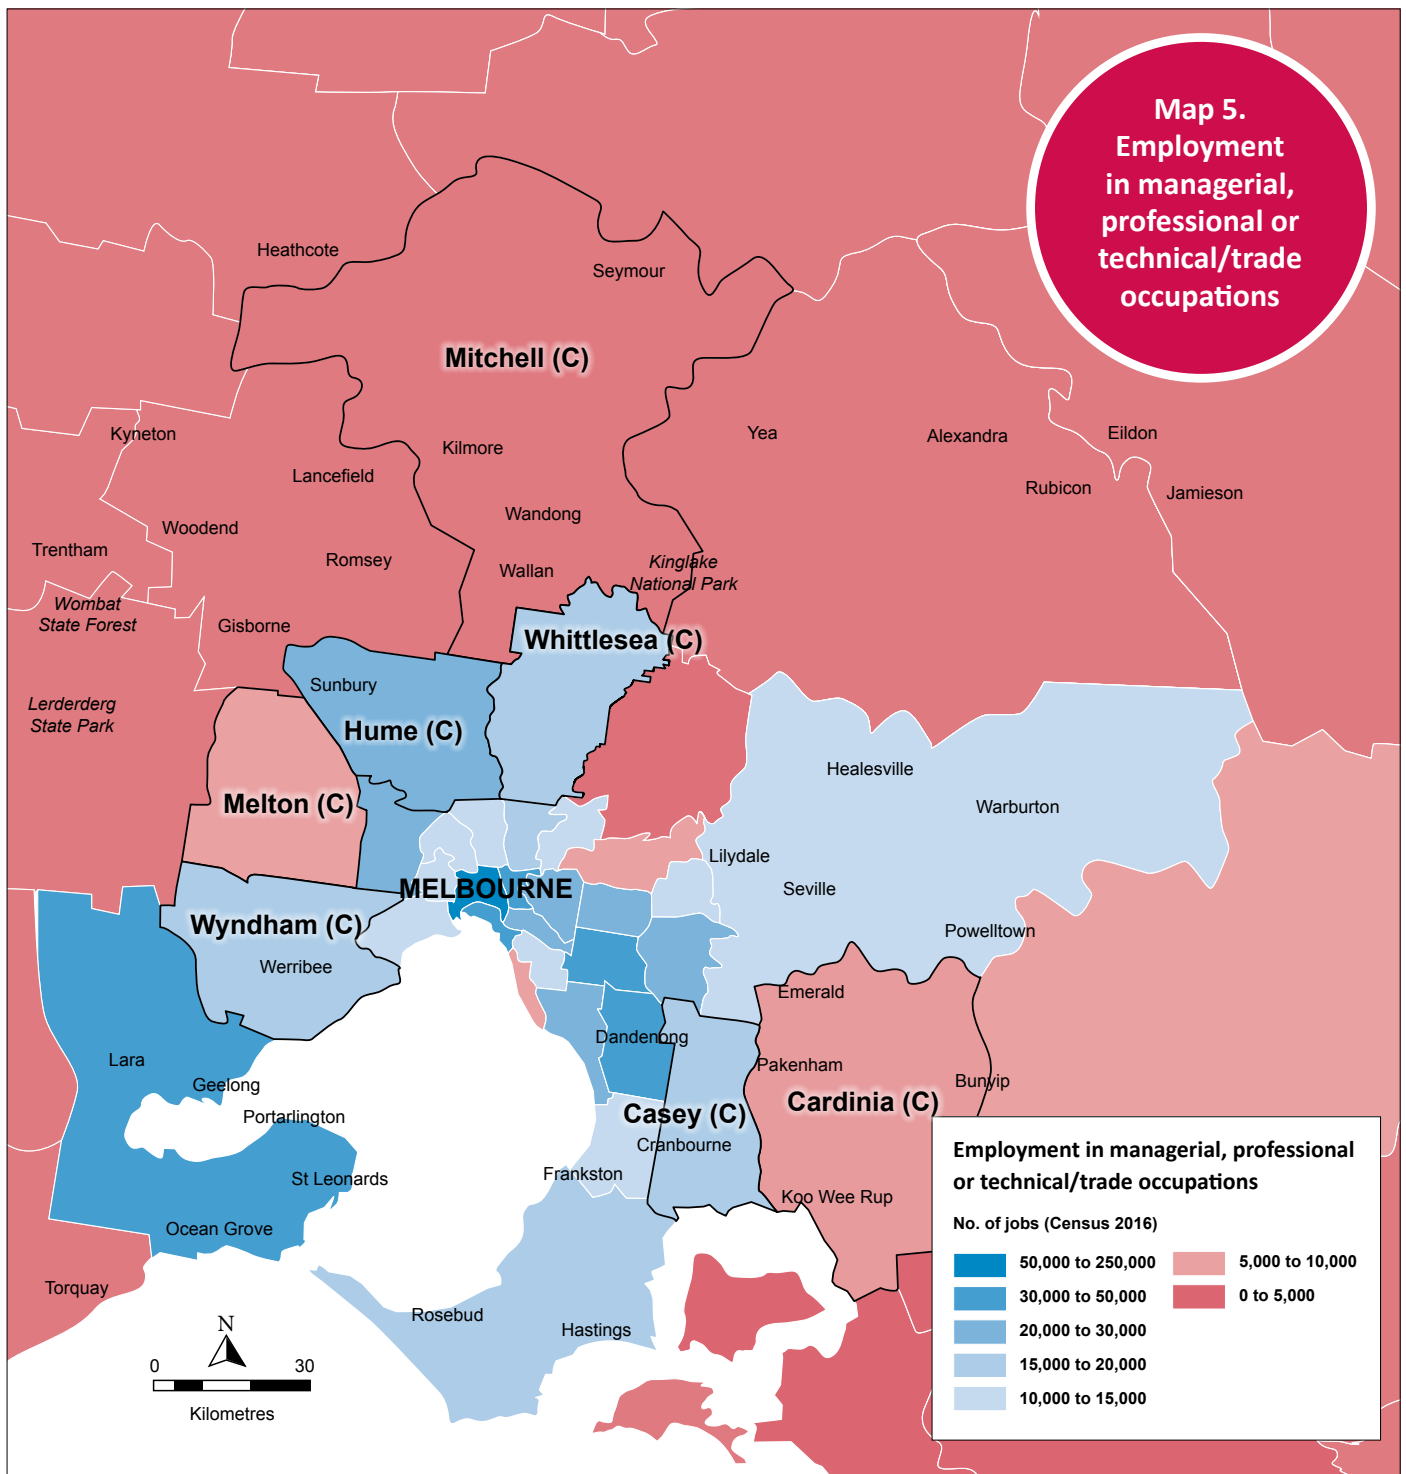 Map 5.
Employment
in managerial,
professional or
technical/trade
occupations
Heathcote
Seymour
Mitchell (C)
Kyneton
Kilmore
Yea
Alexandra
Eildon
Lancefield
Rubicon
Jamieson
Woodend
Wandong
Trentham
Romsey
Wallan
Kinglake
National Park
Wombat
State Forest
Gisborne
Whittlesea (C)
Sunbury
Lerderderg
State Park
Hume (C)
Healesville
Melton (C)
Warburton
Lilydale
MELBOURNE
Seville
Wyndham (C)
Powelltown
Werribee
Emerald
Dandenong
Lara
Pakenham
Geelong
Bunyip
Portarlington
Casey (C)
Cardinia (C)
Cranbourne
St Leonards
Frankston
Koo Wee Rup
Ocean Grove
Torquay
Rosebud
Hastings
N
0 30
Kilometres
Employment in managerial, professional
or technical/trade occupations
No. of jobs (Census 2016)
50,000 to 250,000
30,000 to 50,000
20,000 to 30,000
15,000 to 20,000
10,000 to 15,000
5,000 to 10,000
0 to 5,000